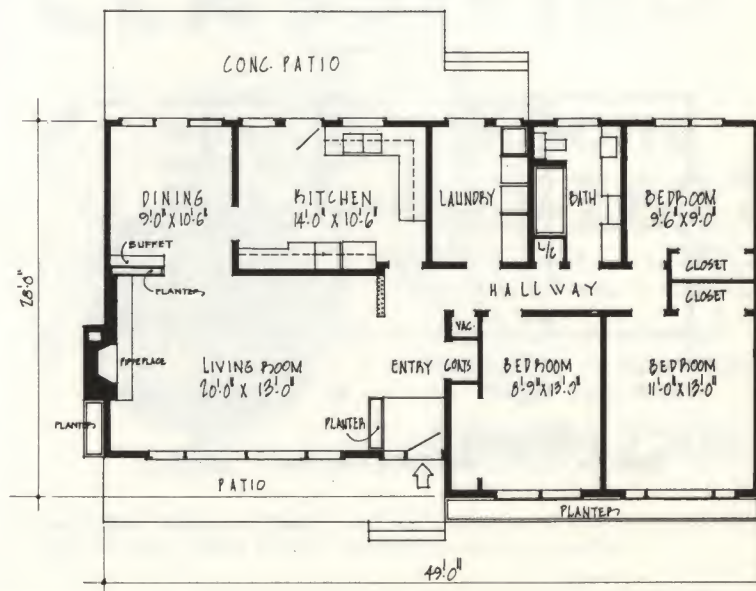 CONC. PATIO
DINING
9'-0" X 10'-6"
KITCHEN
14'-0" X 10'-6"
LAUNDRY
BATH
BEDROOM
9'-6" X 9'-0"
BUFFET
L/C
CLOSET
PLANTERS
HALLWAY
CLOSET
28'-0"
VAC.
FIREPLACE
LIVING ROOM
20'-0" X 13'-0"
ENTRY
COATS
BEDROOM
8'-9" X 13'-0"
BEDROOM
11'-0" X 13'-0"
PLANTER
PLANTER
PATIO
PLANTER
49'-0"